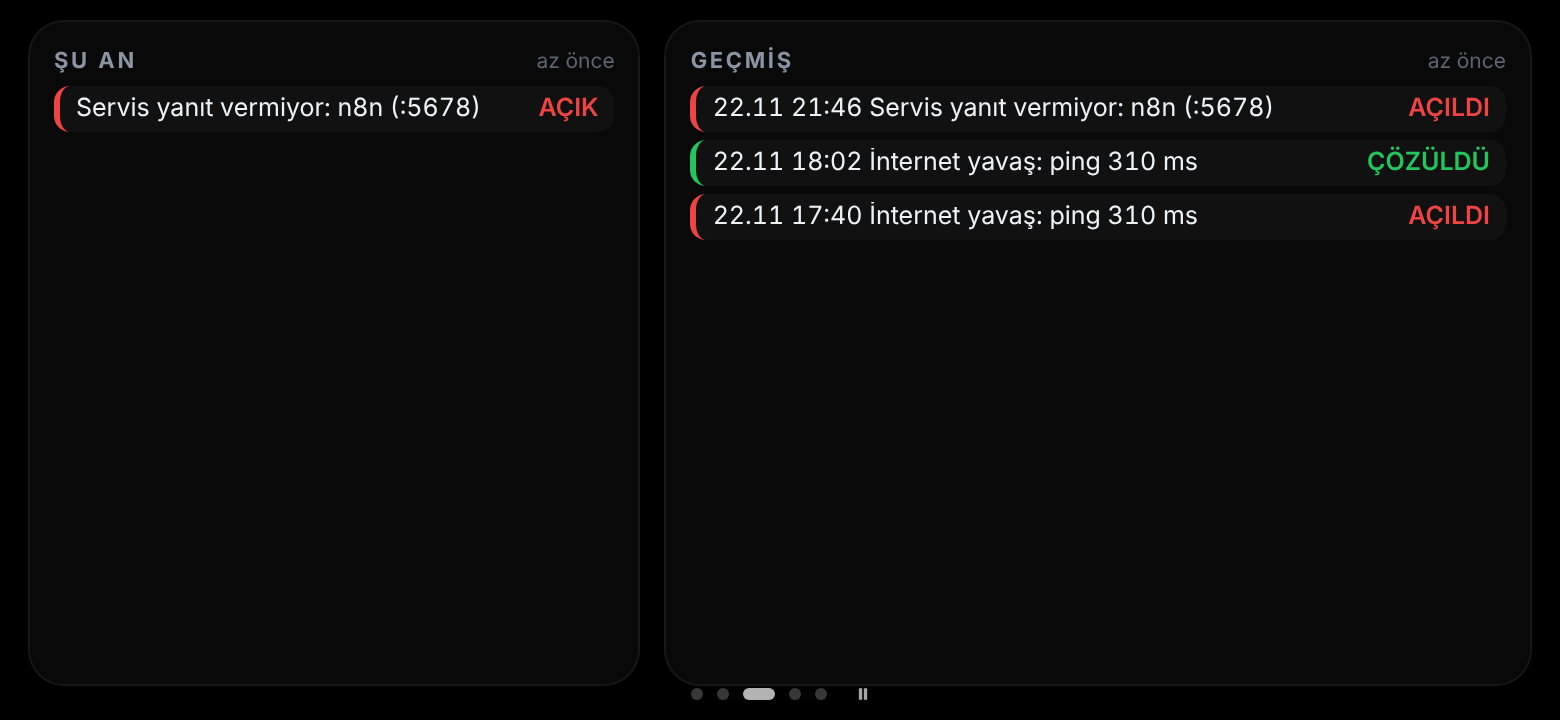 ŞU AN
az önce
Servis yanıt vermiyor: n8n (:5678) AÇIK
GEÇMİŞ
az önce
22.11 21:46 Servis yanıt vermiyor: n8n (:5678) AÇILDI
22.11 18:02 İnternet yavaş: ping 310 ms ÇÖZÜLDÜ
22.11 17:40 İnternet yavaş: ping 310 ms AÇILDI